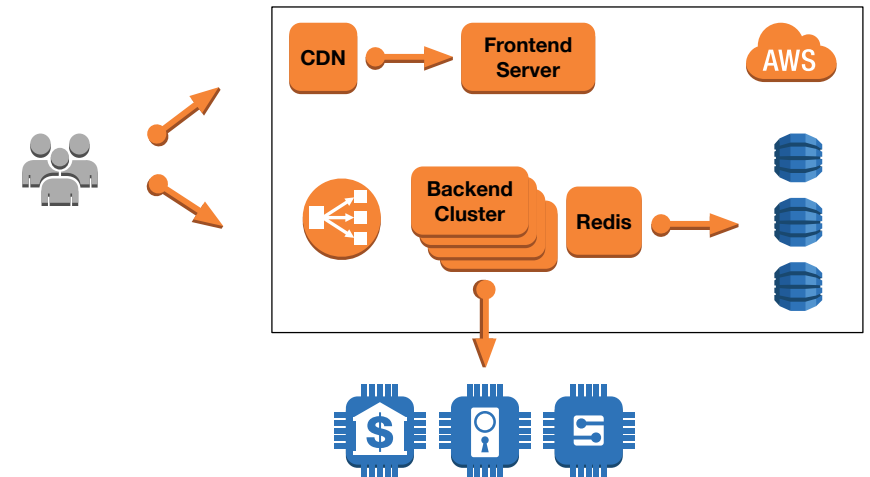 CDN
Frontend
Server
AWS
Backend
Cluster
Redis
$